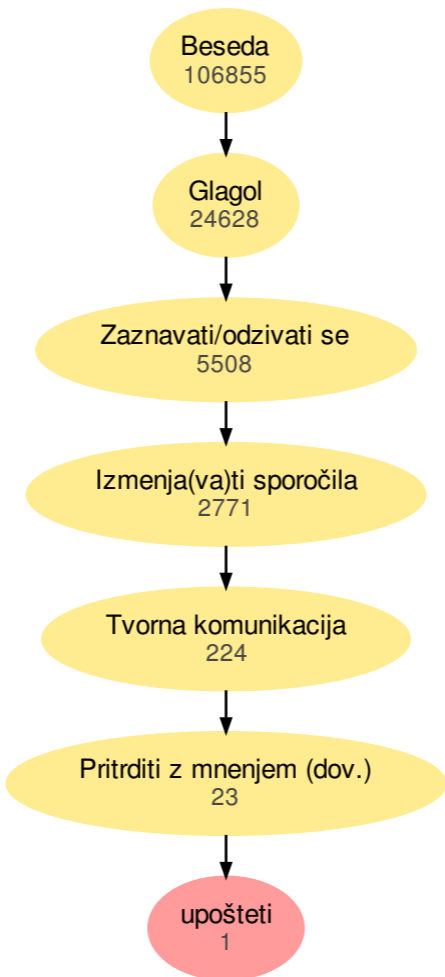 Beseda
106855
Glagol
24628
Zaznavati/odzivati se
5508
Izmenja(va)ti sporočila
2771
Tvorna komunikacija
224
Pritrditi z mnenjem (dov.)
23
upošteti
1